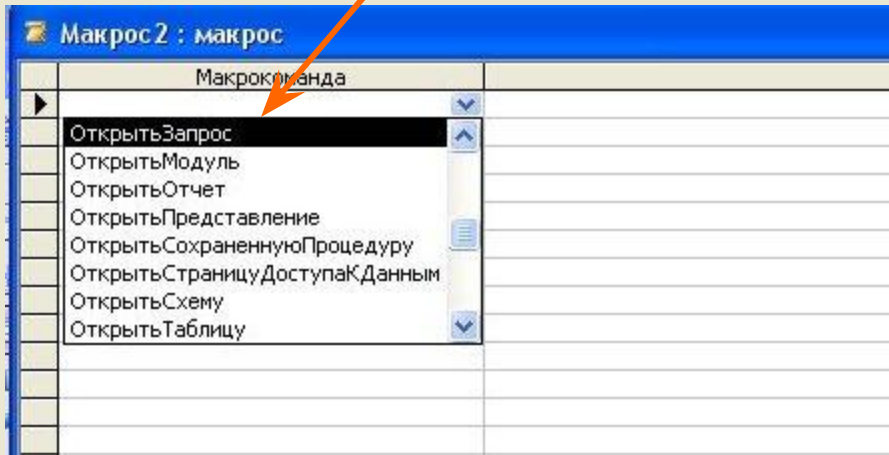 Макрос2 : макрос
Макрокоманда
ОткрытьЗапрос
ОткрытьМодуль
ОткрытьОтчет
ОткрытьПредставление
ОткрытьСохраненнуюПроцедуру
ОткрытьСтраницуДоступаКДанным
ОткрытьСхему
ОткрытьТаблицу